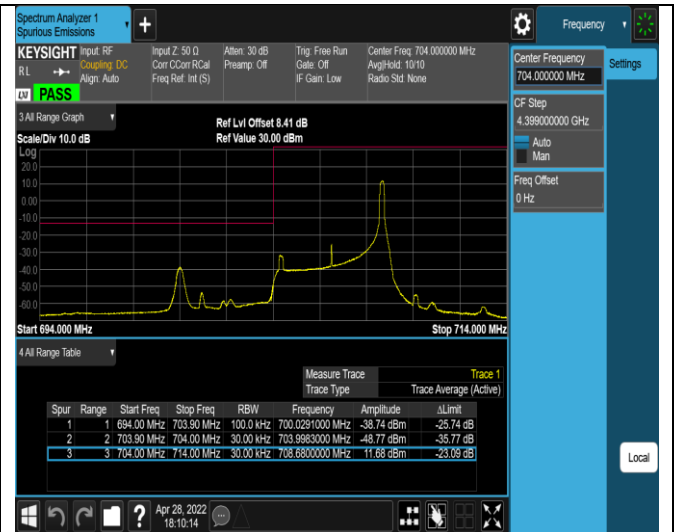 Spectrum Analyzer 1
Spurious Emissions
+
Frequency
KEYSIGHT
RL
LXI PASS
Input: RF
Coupling: DC
Align: Auto
Input Z: 50 Ω
Corr CCorr RCal
Freq Ref: Int (S)
Atten: 30 dB
Preamp: Off
Trig: Free Run
Gate: Off
IF Gain: Low
Center Freq: 704.000000 MHz
Avg|Hold: 10/10
Radio Std: None
Center Frequency
704.000000 MHz
Settings
CF Step
4.399000000 GHz
Auto
Man
Freq Offset
0 Hz
3 All Range Graph
Scale/Div 10.0 dB
Ref Lvl Offset 8.41 dB
Ref Value 30.00 dBm
Log
20.0
10.0
0.00
-10.0
-20.0
-30.0
-40.0
-50.0
-60.0
Start 694.000 MHz
Stop 714.000 MHz
4 All Range Table
Measure Trace Trace 1
Trace Type Trace Average (Active)
Spur Range Start Freq Stop Freq RBW Frequency Amplitude ΔLimit
1 1 694.00 MHz 703.90 MHz 100.0 kHz 700.0291000 MHz -38.74 dBm -25.74 dB
2 2 703.90 MHz 704.00 MHz 30.00 kHz 703.9983000 MHz -48.77 dBm -35.77 dB
3 3 704.00 MHz 714.00 MHz 30.00 kHz 708.6800000 MHz 11.68 dBm -23.09 dB
Local
?
Apr 28, 2022
18:10:14